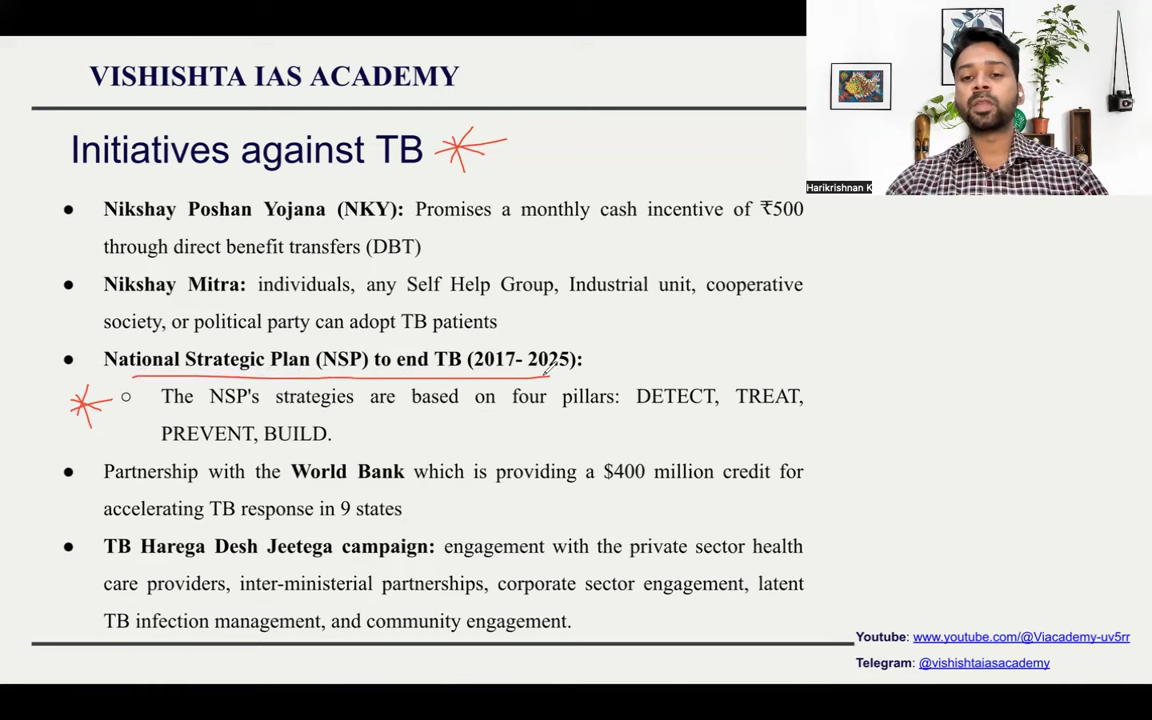 VISHISHTA IAS ACADEMY
Initiatives against TB
● Nikshay Poshan Yojana (NKY): Promises a monthly cash incentive of ₹500
through direct benefit transfers (DBT)
● Nikshay Mitra: individuals, any Self Help Group, Industrial unit, cooperative
society, or political party can adopt TB patients
● National Strategic Plan (NSP) to end TB (2017- 2025):
○ The NSP's strategies are based on four pillars: DETECT, TREAT,
PREVENT, BUILD.
● Partnership with the World Bank which is providing a $400 million credit for
accelerating TB response in 9 states
● TB Harega Desh Jeetega campaign: engagement with the private sector health
care providers, inter-ministerial partnerships, corporate sector engagement, latent
TB infection management, and community engagement.
Harikrishnan K
Youtube: www.youtube.com/@Viacademy-uv5rr
Telegram: @vishishtaiasacademy